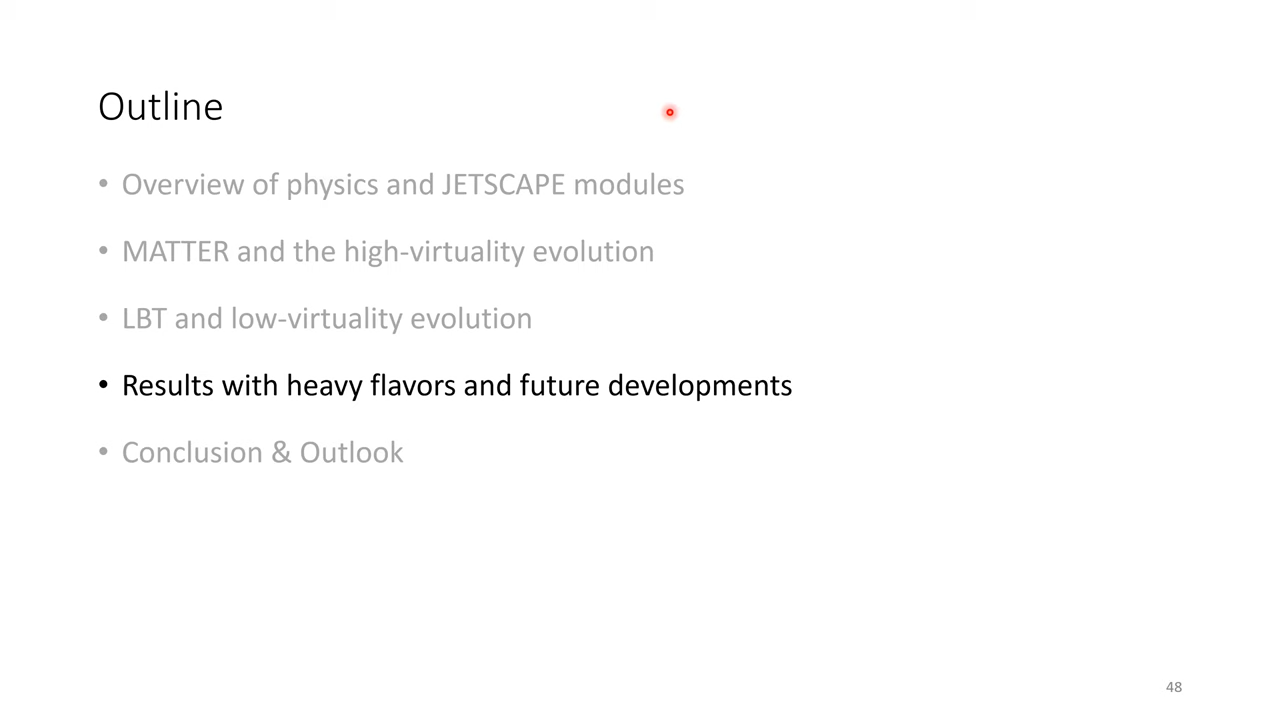 Outline
• Overview of physics and JETSCAPE modules
• MATTER and the high-virtuality evolution
• LBT and low-virtuality evolution
• Results with heavy flavors and future developments
• Conclusion & Outlook
48